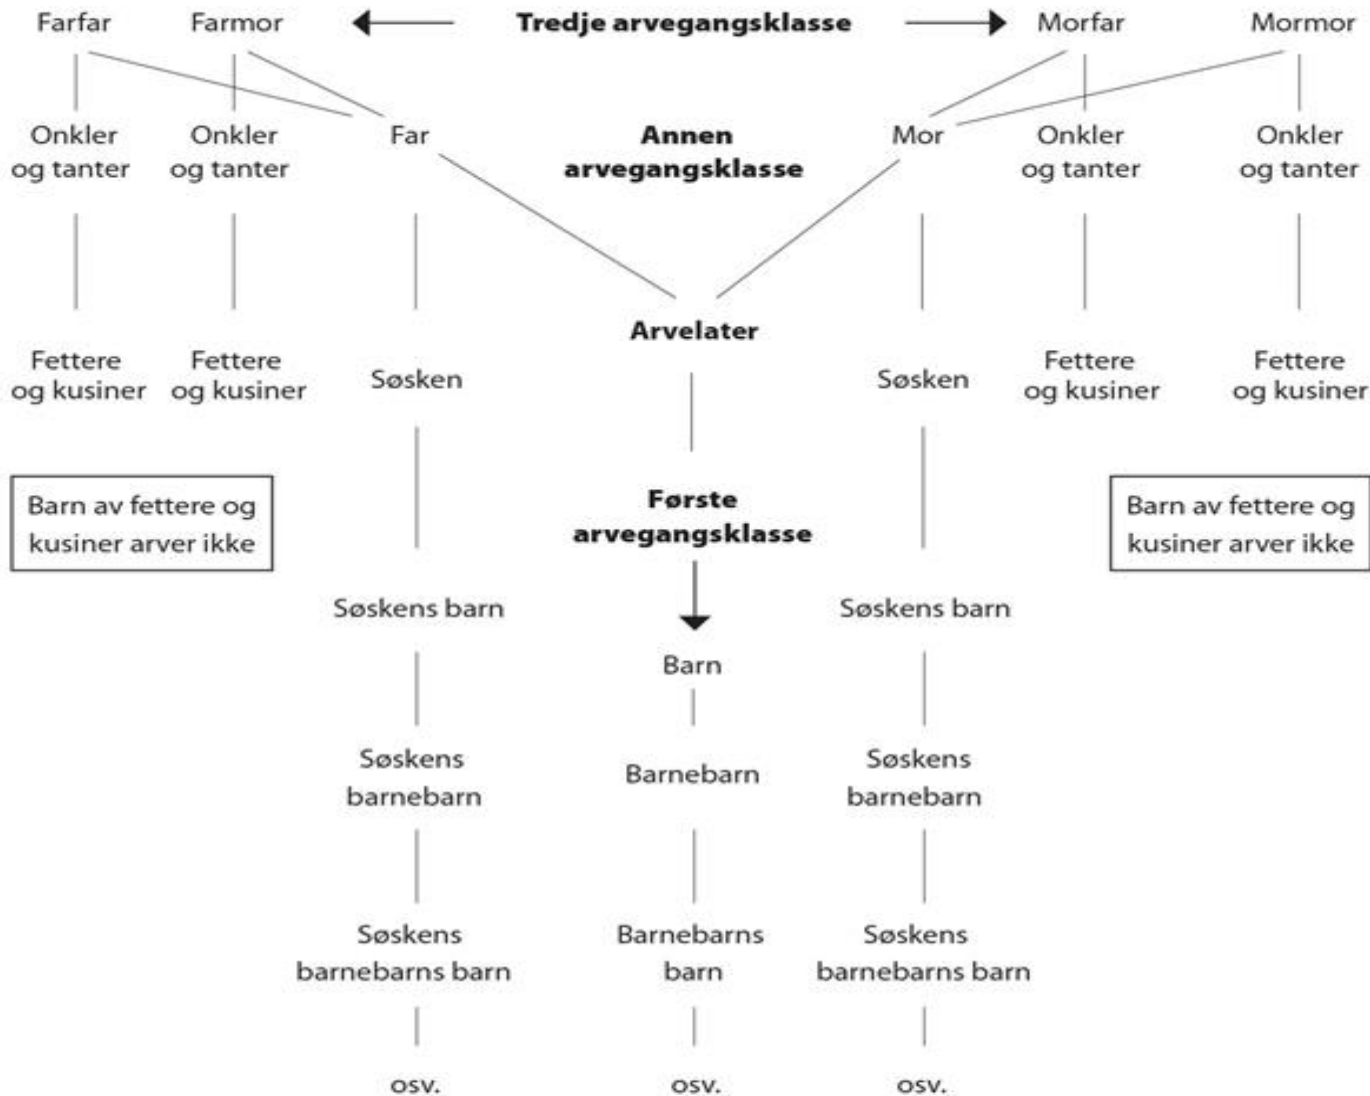 Farfar Farmor Tredje arvegangsklasse Morfar Mormor
Onkler Onkler Far Annen Mor Onkler Onkler
og tanter og tanter arvegangsklasse og tanter og tanter
Arvelater
Fettere Fettere Søsken Søsken Fettere Fettere
og kusiner og kusiner og kusiner og kusiner
Barn av fettere og Første Barn av fettere og
kusiner arver ikke arvegangsklasse kusiner arver ikke
Søskens barn Søskens barn
Barn
Søskens Barnebarn Søskens
barnebarn barnebarn
Søskens Barnebarns Søskens
barnebarns barn barn barnebarns barn
osv. osv. osv.